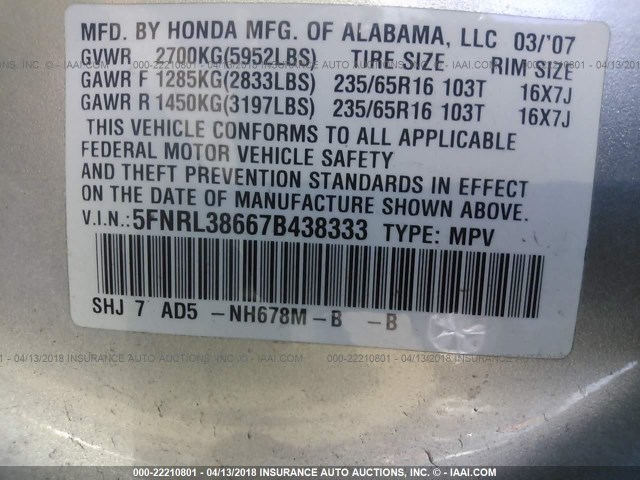 MFD. BY HONDA MFG. OF ALABAMA, LLC 03/'07
GVWR 2700KG(5952LBS) TIRE SIZE RIM SIZE
GAWR F 1285KG(2833LBS) 235/65R16 103T 16X7J
GAWR R 1450KG(3197LBS) 235/65R16 103T 16X7J
THIS VEHICLE CONFORMS TO ALL APPLICABLE
FEDERAL MOTOR VEHICLE SAFETY
AND THEFT PREVENTION STANDARDS IN EFFECT
ON THE DATE OF MANUFACTURE SHOWN ABOVE.
V.I.N.: 5FNRL38667B438333 TYPE: MPV
SHJ 7 AD5 -NH678M-B -B
000-22210801 - 04/13/2018 INSURANCE AUTO AUCTIONS, INC. - IAAI.COM